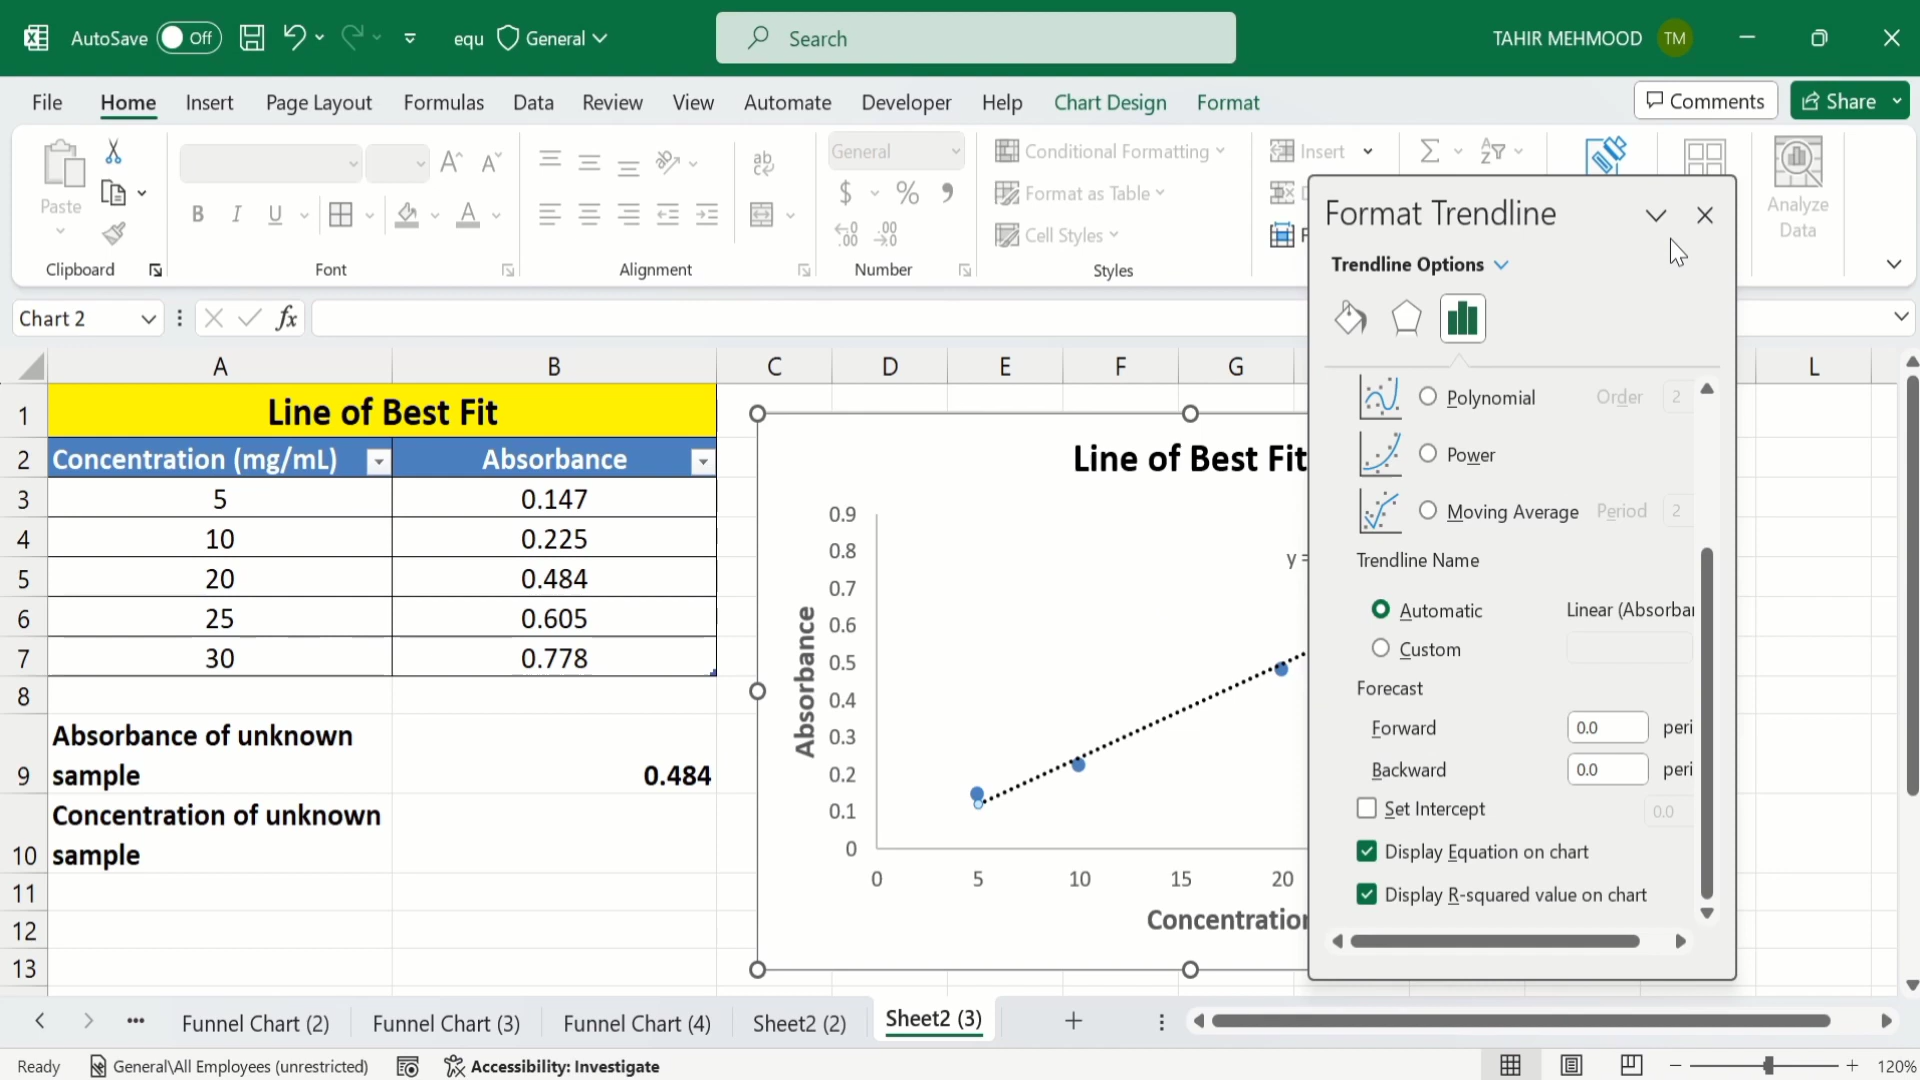 AutoSave Off equ General Search TAHIR MEHMOOD TM
File Home Insert Page Layout Formulas Data Review View Automate Developer Help Chart Design Format Comments Share
Paste
General
Conditional Formatting
Format as Table
Cell Styles
Insert
Analyze
Data
Clipboard Font Alignment Number Styles
Chart 2
fx
A B C D E F G L
1 Line of Best Fit
2 Concentration (mg/mL) Absorbance
3 5 0.147
4 10 0.225
5 20 0.484
6 25 0.605
7 30 0.778
8
Absorbance of unknown
9 sample 0.484
Concentration of unknown
10 sample
11
12
13
Line of Best Fit
y =
Absorbance
0.9
0.8
0.7
0.6
0.5
0.4
0.3
0.2
0.1
0
0 5 10 15 20
Concentration
Format Trendline
Trendline Options
Polynomial Order 2
Power
Moving Average Period 2
Trendline Name
Automatic Linear (Absorbar
Custom
Forecast
Forward 0.0 peri
Backward 0.0 peri
Set Intercept 0.0
Display Equation on chart
Display R-squared value on chart
Funnel Chart (2) Funnel Chart (3) Funnel Chart (4) Sheet2 (2) Sheet2 (3)
Ready General\All Employees (unrestricted) Accessibility: Investigate 120%